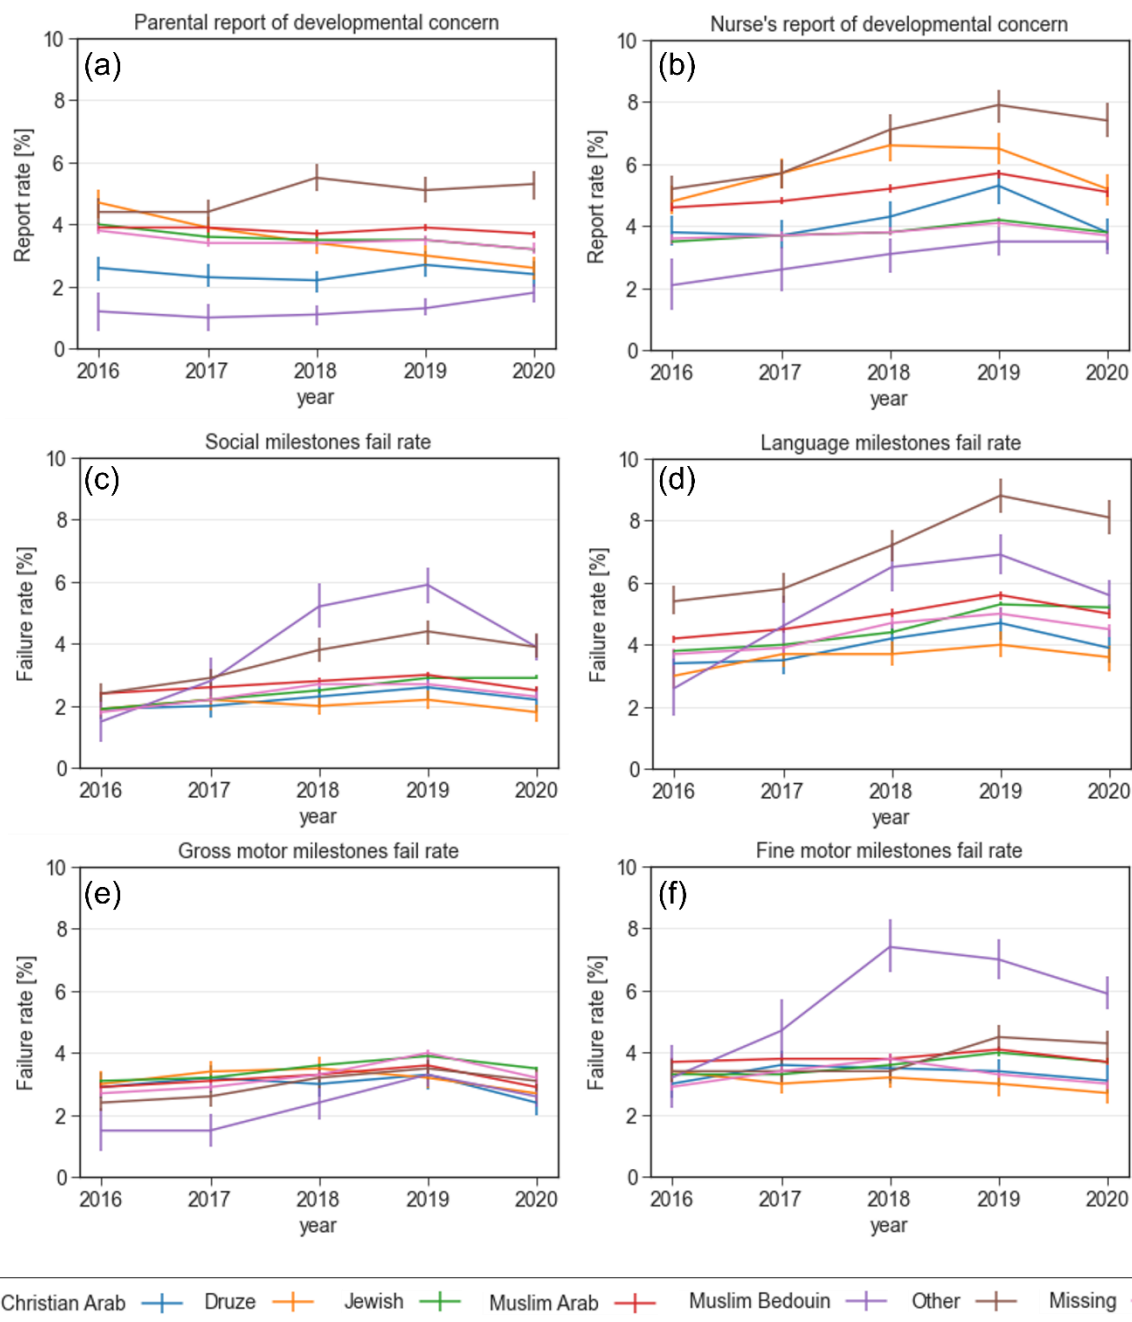 Parental report of developmental concern
(a)
Report rate [%]
10
8
6
4
2
0
2016 2017 2018 2019 2020
year
Nurse's report of developmental concern
(b)
Report rate [%]
10
8
6
4
2
0
2016 2017 2018 2019 2020
year
Social milestones fail rate
(c)
Failure rate [%]
10
8
6
4
2
0
2016 2017 2018 2019 2020
year
Language milestones fail rate
(d)
Failure rate [%]
10
8
6
4
2
0
2016 2017 2018 2019 2020
year
Gross motor milestones fail rate
(e)
Failure rate [%]
10
8
6
4
2
0
2016 2017 2018 2019 2020
year
Fine motor milestones fail rate
(f)
Failure rate [%]
10
8
6
4
2
0
2016 2017 2018 2019 2020
year
Christian Arab Druze Jewish Muslim Arab Muslim Bedouin Other Missing